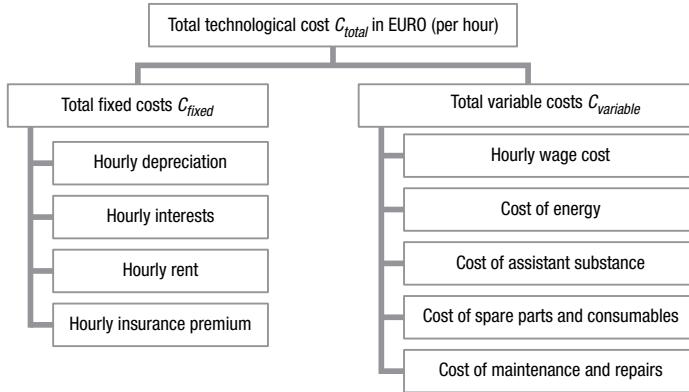 Total technological cost C_total in EURO (per hour)
Total fixed costs C_fixed
Hourly depreciation
Hourly interests
Hourly rent
Hourly insurance premium
Total variable costs C_variable
Hourly wage cost
Cost of energy
Cost of assistant substance
Cost of spare parts and consumables
Cost of maintenance and repairs